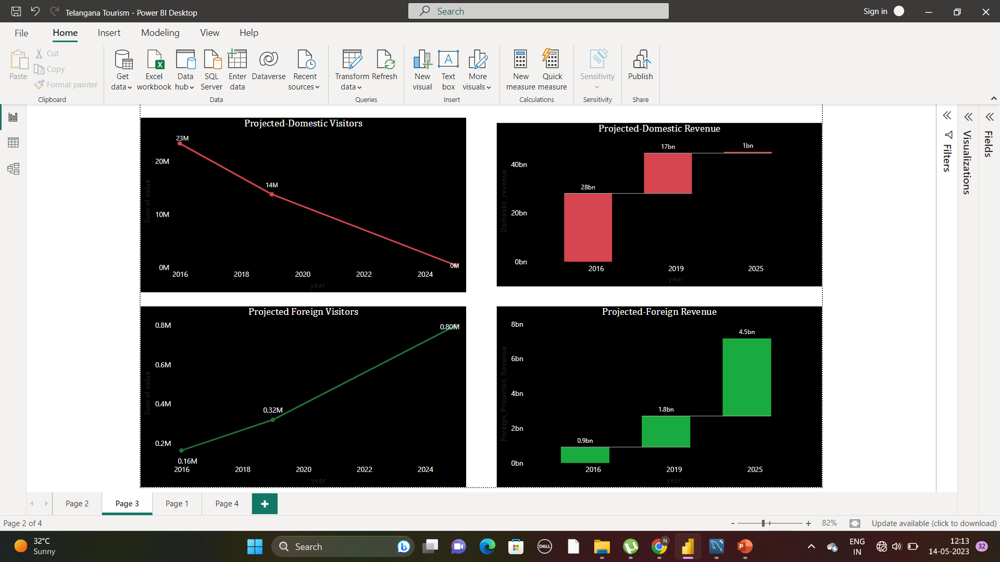 Telangana Tourism - Power BI Desktop
Search
Sign in
File Home Insert Modeling View Help
Paste
Cut
Copy
Format painter
Clipboard
Get data
Excel workbook
Data hub
SQL Server
Enter data
Dataverse
Recent sources
Data
Transform data
Refresh
Queries
New visual
Text box
More visuals
Insert
New measure
Quick measure
Calculations
Sensitivity
Sensitivity
Publish
Share
Projected-Domestic Visitors
23M
20M
14M
10M
0M
0M
2016 2018 2020 2022 2024
year
Sum of value
Projected-Domestic Revenue
17bn
1bn
40bn
28bn
20bn
0bn
2016 2019 2025
year
Domestic_revenue
Projected Foreign Visitors
0.8M
0.80M
0.6M
0.4M
0.32M
0.2M
0.16M
2016 2018 2020 2022 2024
year
Sum of value
Projected-Foreign Revenue
8bn
4.5bn
6bn
4bn
1.8bn
2bn
0.9bn
0bn
2016 2019 2025
year
Foreign_Projected_Revenue
Filters
Visualizations
Fields
Page 2 Page 3 Page 1 Page 4
Page 2 of 4
- + 82%
Update available (click to download)
32°C
Sunny
Search
DELL
N
P
ENG
IN
12:13
14-05-2023
32